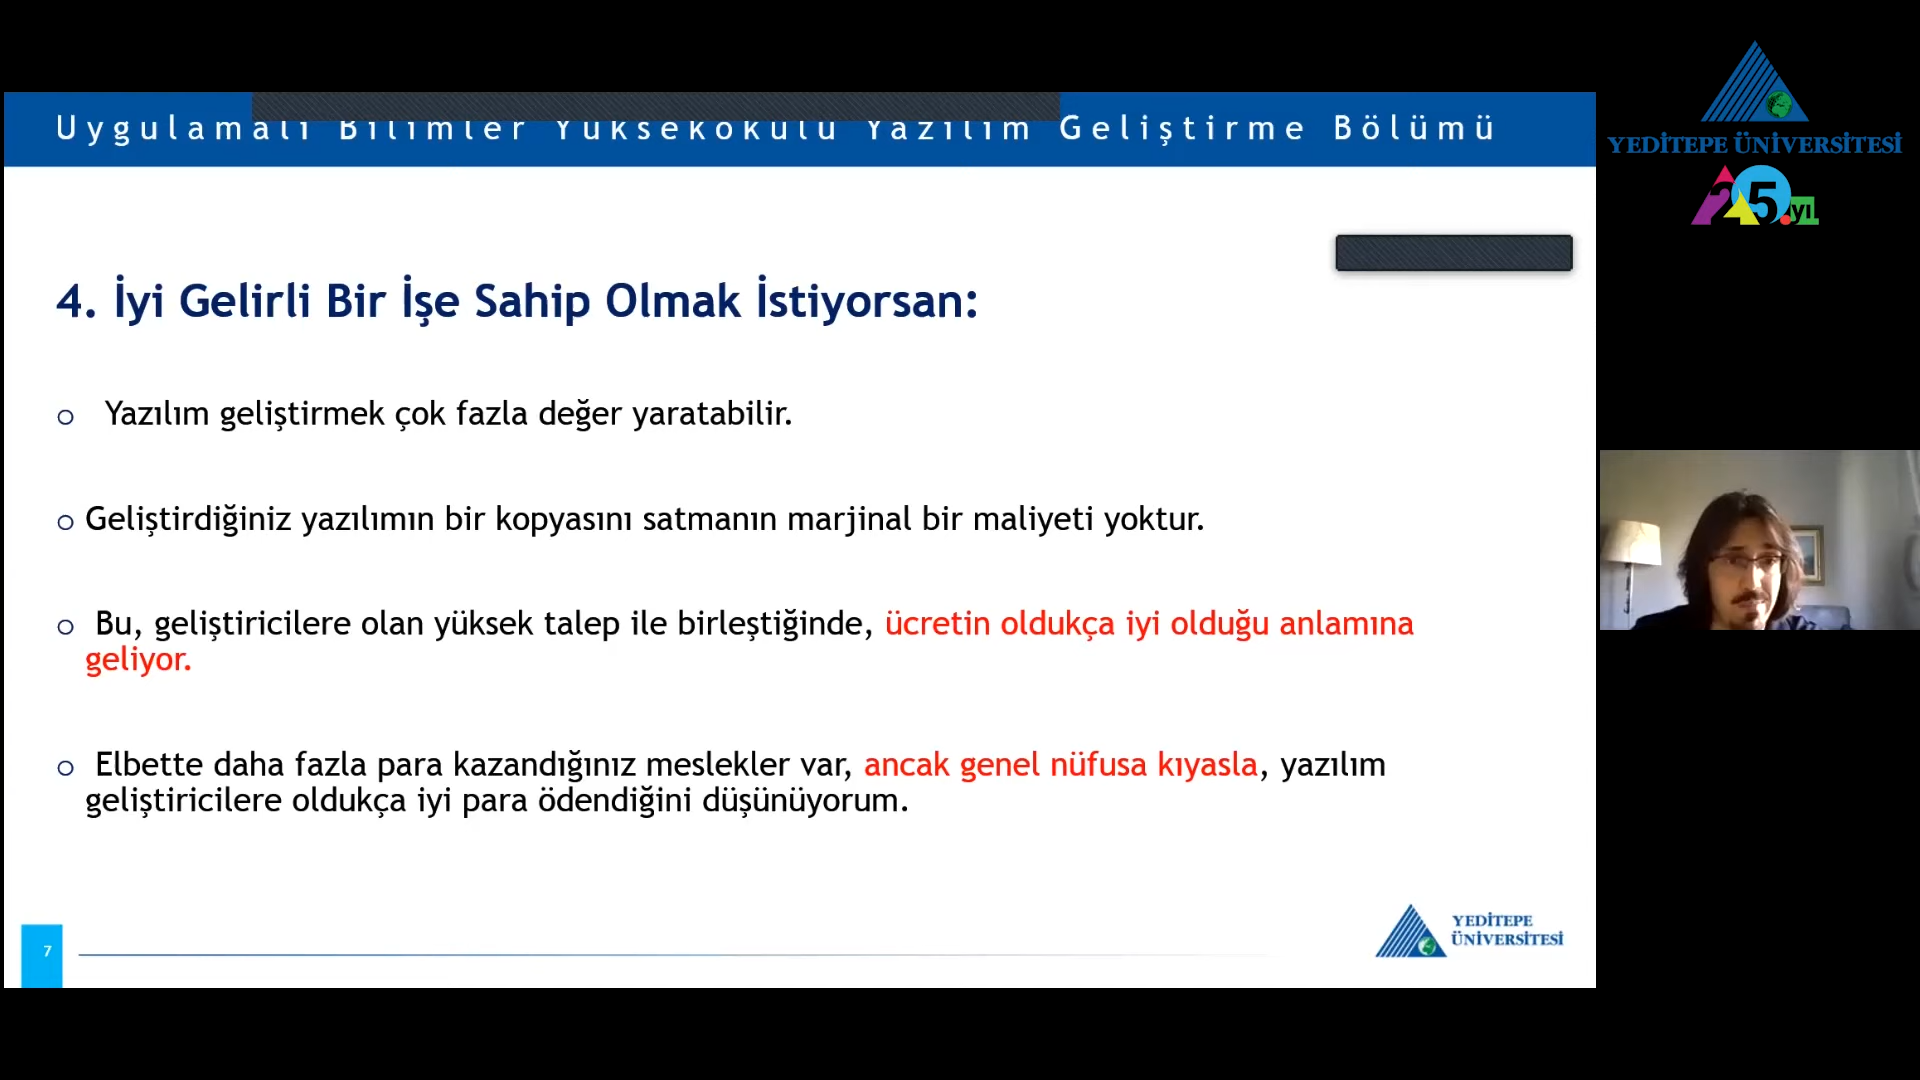 Uygulamalı Bilimler Yüksekokulu Yazılım Geliştirme Bölümü
YEDİTEPE ÜNİVERSİTESİ
25.yıl
4. İyi Gelirli Bir İşe Sahip Olmak İstiyorsan:
o Yazılım geliştirmek çok fazla değer yaratabilir.
o Geliştirdiğiniz yazılımın bir kopyasını satmanın marjinal bir maliyeti yoktur.
o Bu, geliştiricilere olan yüksek talep ile birleştiğinde, ücretin oldukça iyi olduğu anlamına
geliyor.
o Elbette daha fazla para kazandığınız meslekler var, ancak genel nüfusa kıyasla, yazılım
geliştiricilere oldukça iyi para ödendiğini düşünüyorum.
7
YEDİTEPE
ÜNİVERSİTESİ